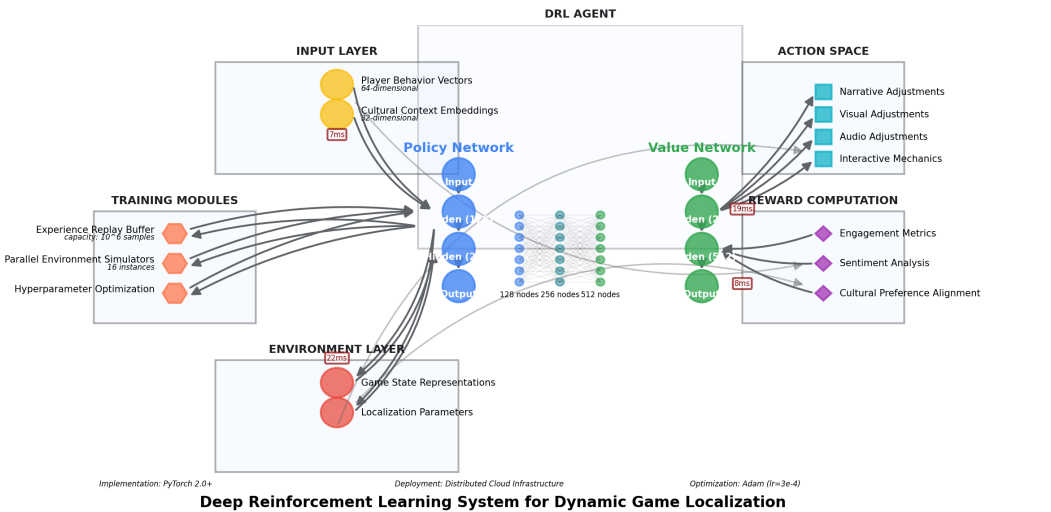 DRL AGENT
INPUT LAYER
ACTION SPACE
Player Behavior Vectors
64-dimensional
Cultural Context Embeddings
32-dimensional
7ms
Narrative Adjustments
Visual Adjustments
Audio Adjustments
Interactive Mechanics
Policy Network
Value Network
Input
Input
Output
Output
19ms
8ms
128 nodes
256 nodes
512 nodes
TRAINING MODULES
Experience Replay Buffer
capacity: 10^6 samples
Parallel Environment Simulators
16 instances
Hyperparameter Optimization
REWARD COMPUTATION
Engagement Metrics
Sentiment Analysis
Cultural Preference Alignment
ENVIRONMENT LAYER
22ms
Game State Representations
Localization Parameters
Implementation: PyTorch 2.0+
Deployment: Distributed Cloud Infrastructure
Optimization: Adam (lr=3e-4)
Deep Reinforcement Learning System for Dynamic Game Localization